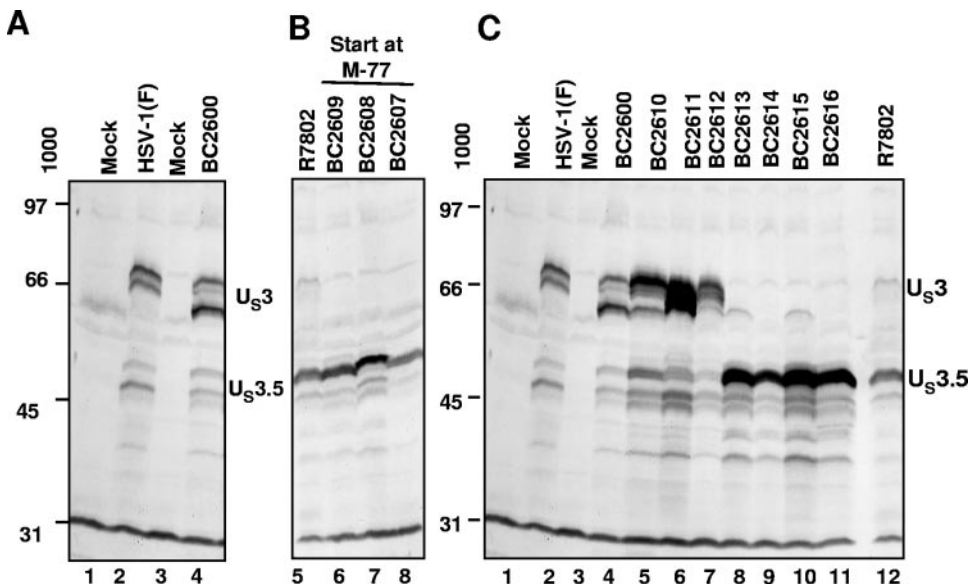 A
B
C
Start at
M-77
1000
Mock
HSV-1(F)
Mock
BC2600
R7802
BC2609
BC2608
BC2607
1000
Mock
HSV-1(F)
Mock
BC2600
BC2610
BC2611
BC2612
BC2613
BC2614
BC2615
BC2616
R7802
97
66
45
31
US3
US3.5
97
66
45
31
US3
US3.5
1 2 3 4
5 6 7 8
1 2 3 4 5 6 7 8 9 10 11 12